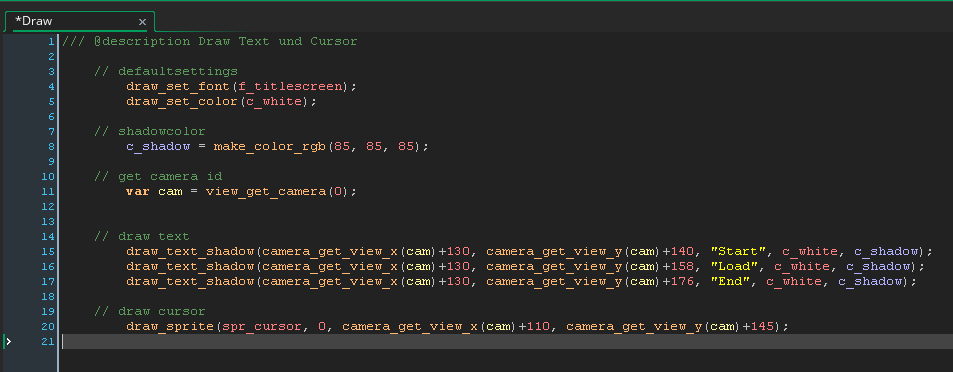 *Draw ×
1 /// @description Draw Text und Cursor
2
3 // defaultsettings
4 draw_set_font(f_titlescreen);
5 draw_set_color(c_white);
6
7 // shadowcolor
8 c_shadow = make_color_rgb(85, 85, 85);
9
10 // get camera id
11 var cam = view_get_camera(0);
12
13
14 // draw text
15 draw_text_shadow(camera_get_view_x(cam)+130, camera_get_view_y(cam)+140, "Start", c_white, c_shadow);
16 draw_text_shadow(camera_get_view_x(cam)+130, camera_get_view_y(cam)+158, "Load", c_white, c_shadow);
17 draw_text_shadow(camera_get_view_x(cam)+130, camera_get_view_y(cam)+176, "End", c_white, c_shadow);
18
19 // draw cursor
20 draw_sprite(spr_cursor, 0, camera_get_view_x(cam)+110, camera_get_view_y(cam)+145);
21